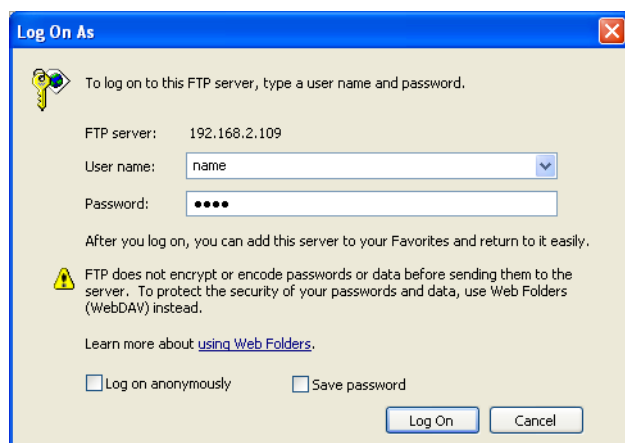 Log On As
To log on to this FTP server, type a user name and password.
FTP server: 192.168.2.109
User name: name
Password: ●●●●
After you log on, you can add this server to your Favorites and return to it easily.
FTP does not encrypt or encode passwords or data before sending them to the
server. To protect the security of your passwords and data, use Web Folders
(WebDAV) instead.
Learn more about using Web Folders.
Log on anonymously Save password
Log On Cancel